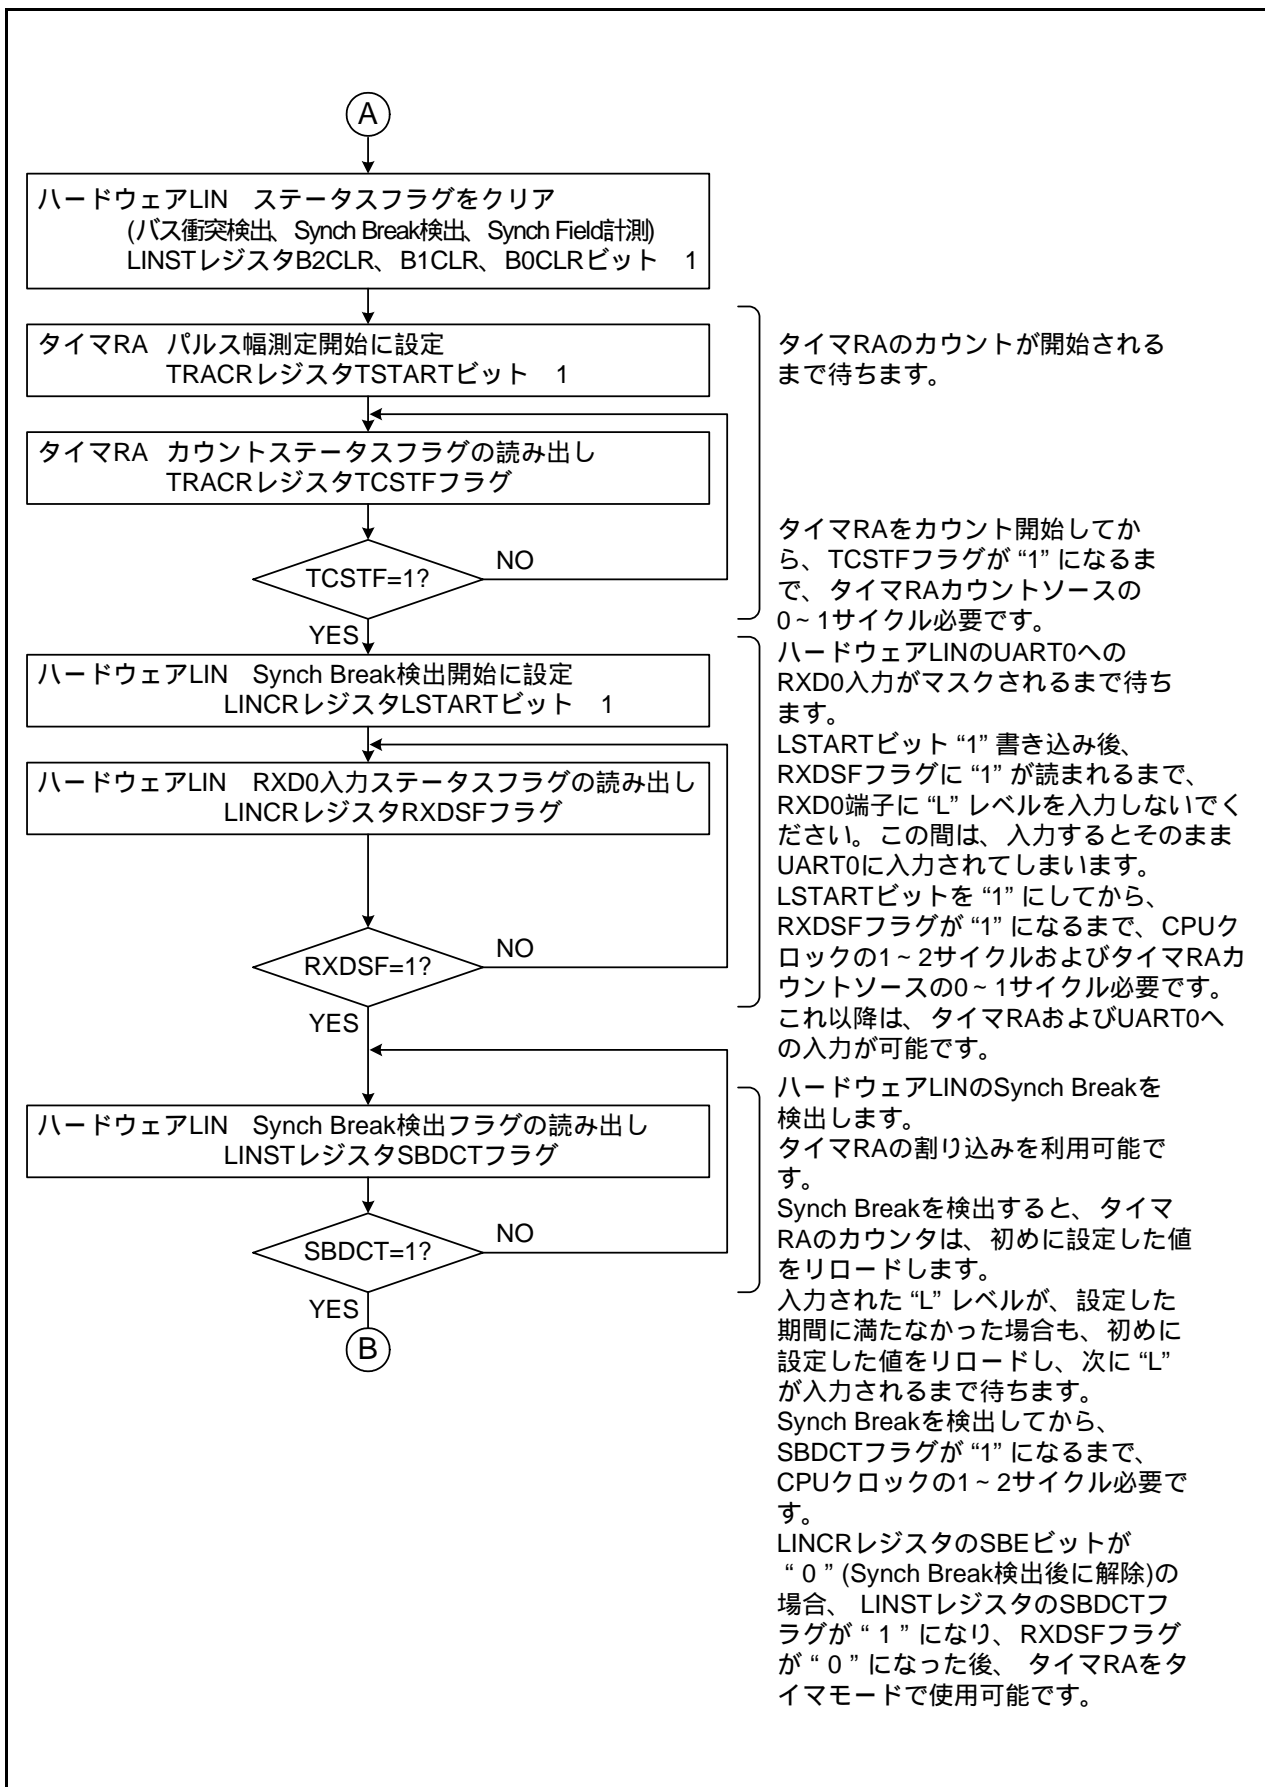 A
ハードウェアLIN ステータスフラグをクリア
(バス衝突検出、Synch Break検出、Synch Field計測)
LINSTレジスタB2CLR、B1CLR、B0CLRビット 1
タイマRA パルス幅測定開始に設定
TRACRレジスタTSTARTビット 1
タイマRAのカウントが開始される
まで待ちます。
タイマRA カウントステータスフラグの読み出し
TRACRレジスタTCSTFフラグ
TCSTF=1?
NO
YES
タイマRAをカウント開始してか
ら、TCSTFフラグが “1” になるま
で、タイマRAカウントソースの
0~1サイクル必要です。
ハードウェアLIN Synch Break検出開始に設定
LINCRレジスタLSTARTビット 1
ハードウェアLIN RXD0入力ステータスフラグの読み出し
LINCRレジスタRXDSFフラグ
RXDSF=1?
NO
YES
ハードウェアLINのUART0への
RXD0入力がマスクされるまで待ち
ます。
LSTARTビット “1” 書き込み後、
RXDSFフラグに “1” が読まれるまで、
RXD0端子に “L” レベルを入力しないでく
ださい。この間は、入力するとそのまま
UART0に入力されてしまいます。
LSTARTビットを “1” にしてから、
RXDSFフラグが “1” になるまで、CPUク
ロックの1~2サイクルおよびタイマRAカ
ウントソースの0~1サイクル必要です。
これ以降は、タイマRAおよびUART0へ
の入力が可能です。
ハードウェアLIN Synch Break検出フラグの読み出し
LINSTレジスタSBDCTフラグ
SBDCT=1?
NO
YES
B
ハードウェアLINのSynch Breakを
検出します。
タイマRAの割り込みを利用可能で
す。
Synch Breakを検出すると、タイマ
RAのカウンタは、初めに設定した値
をリロードします。
入力された “L” レベルが、設定した
期間に満たなかった場合も、初めに
設定した値をリロードし、次に “L”
が入力されるまで待ちます。
Synch Breakを検出してから、
SBDCTフラグが “1” になるまで、
CPUクロックの1~2サイクル必要で
す。
LINCRレジスタのSBEビットが
“ 0 ” (Synch Break検出後に解除)の
場合、 LINSTレジスタのSBDCTフ
ラグが “ 1 ” になり、RXDSFフラグ
が “ 0 ” になった後、 タイマRAをタ
イマモードで使用可能です。